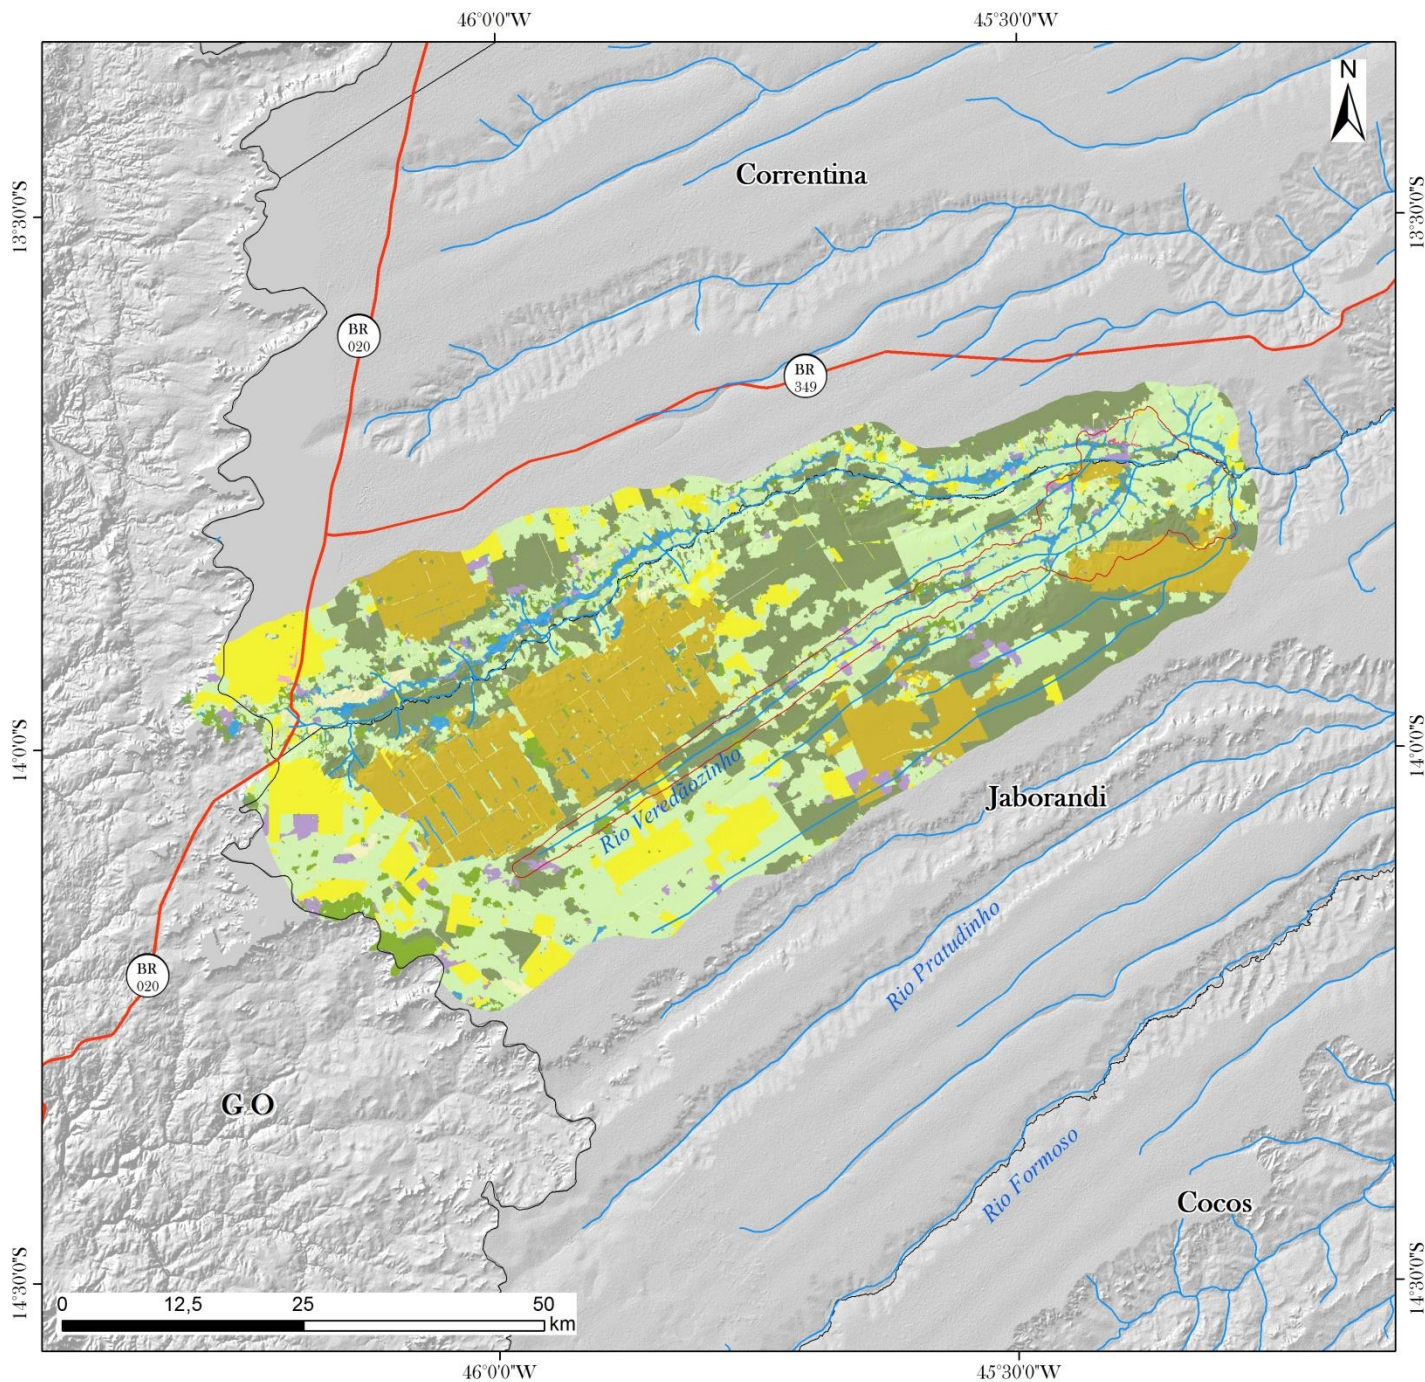 46°0'0"W
45°30'0"W
N
Correntina
13°30'0"S
13°30'0"S
BR
020
BR
349
14°0'0"S
14°0'0"S
Rio Veredãozinho
Jaborandi
Rio Pratudinho
BR
020
GO
Rio Formoso
Cocos
14°30'0"S
14°30'0"S
0
12,5
25
50
km
46°0'0"W
45°30'0"W